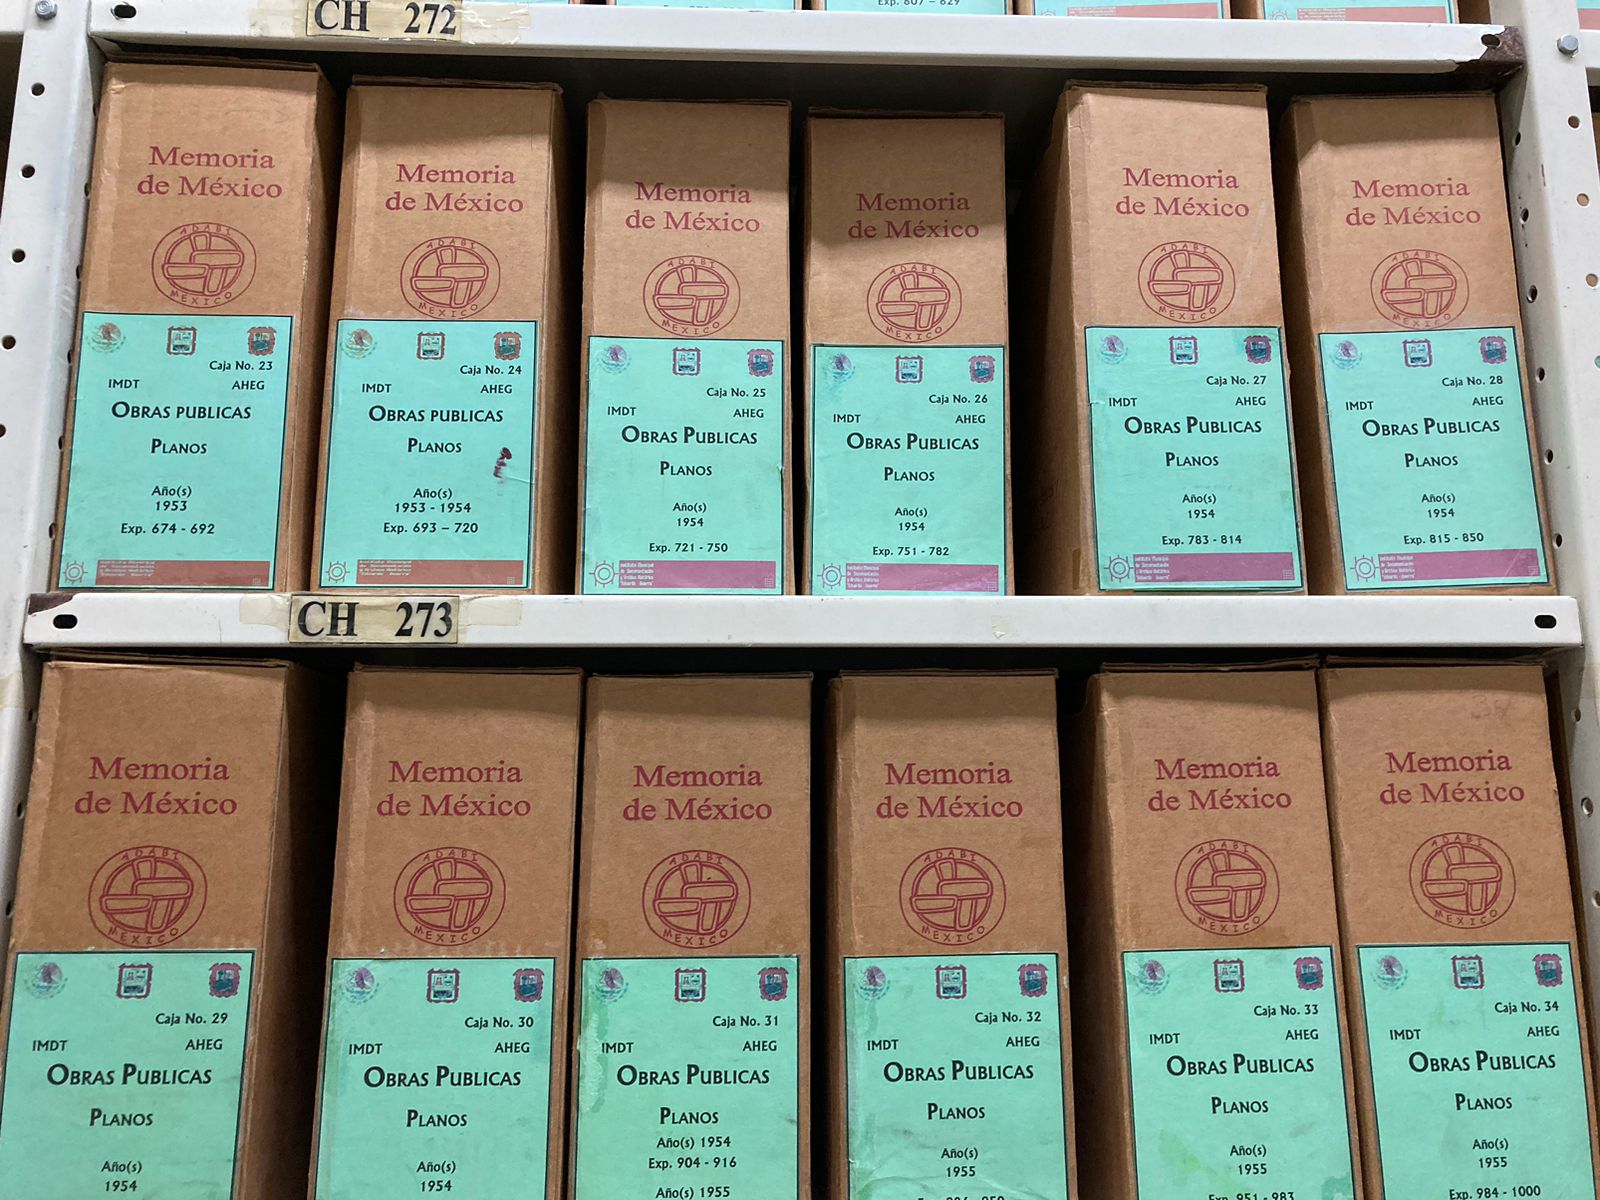 Exp. 807 - 829
CH 272
Memoria
de México
ADABI
MEXICO
Caja No. 23
IMDT AHEG
OBRAS PUBLICAS
PLANOS
Año(s)
1953
Exp. 674 - 692
Memoria
de México
ADABI
MEXICO
Caja No. 24
IMDT AHEG
OBRAS PUBLICAS
PLANOS
Año(s)
1953 - 1954
Exp. 693 – 720
Memoria
de México
ADABI
MEXICO
Caja No. 25
IMDT AHEG
OBRAS PUBLICAS
PLANOS
Año(s)
1954
Exp. 721 - 750
Memoria
de México
ADABI
MEXICO
Caja No. 26
IMDT AHEG
OBRAS PUBLICAS
PLANOS
Año(s)
1954
Exp. 751 - 782
Memoria
de México
ADABI
MEXICO
Caja No. 27
IMDT AHEG
OBRAS PUBLICAS
PLANOS
Año(s)
1954
Exp. 783 - 814
Memoria
de México
ADABI
MEXICO
Caja No. 28
IMDT AHEG
OBRAS PUBLICAS
PLANOS
Año(s)
1954
Exp. 815 - 850
CH 273
Memoria
de México
ADABI
MEXICO
Caja No. 29
IMDT AHEG
OBRAS PUBLICAS
PLANOS
Año(s)
1954
Memoria
de México
ADABI
MEXICO
Caja No. 30
IMDT AHEG
OBRAS PUBLICAS
PLANOS
Año(s)
1954
Memoria
de México
ADABI
MEXICO
Caja No. 31
IMDT AHEG
OBRAS PUBLICAS
PLANOS
Año(s) 1954
Exp. 904 - 916
Año(s) 1955
Memoria
de México
ADABI
MEXICO
Caja No. 32
IMDT AHEG
OBRAS PUBLICAS
PLANOS
Año(s)
1955
Memoria
de México
ADABI
MEXICO
Caja No. 33
IMDT AHEG
OBRAS PUBLICAS
PLANOS
Año(s)
1955
Exp. 951 - 983
Memoria
de México
ADABI
MEXICO
Caja No. 34
IMDT AHEG
OBRAS PUBLICAS
PLANOS
Año(s)
1955
Exp. 984 - 1000